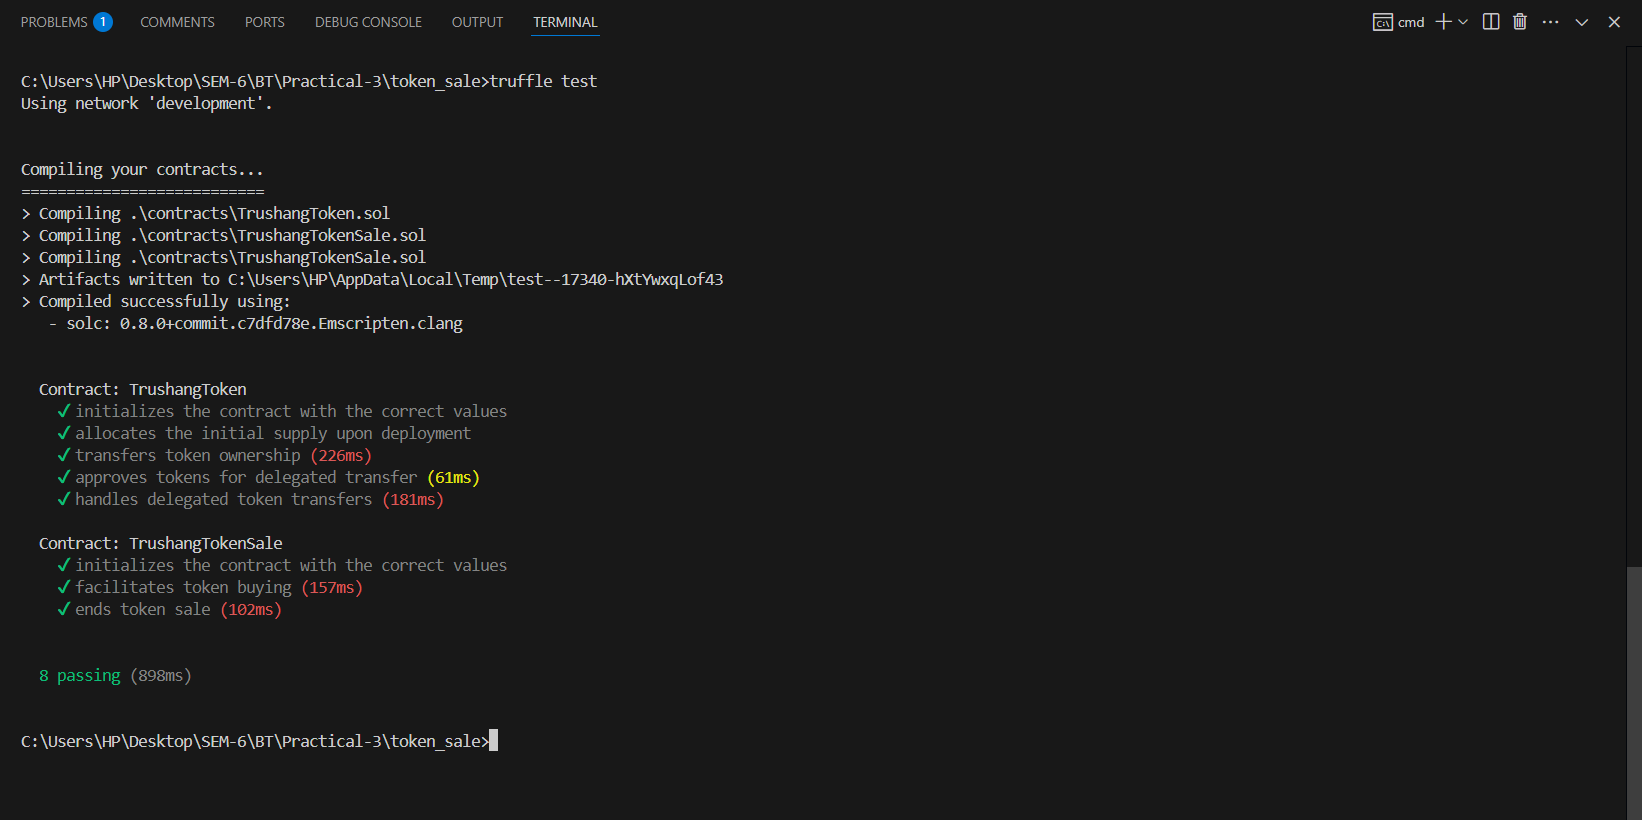 PROBLEMS 1 COMMENTS PORTS DEBUG CONSOLE OUTPUT TERMINAL cmd
C:\Users\HP\Desktop\SEM-6\BT\Practical-3\token_sale>truffle test
Using network 'development'.
Compiling your contracts...
===========================
> Compiling .\contracts\TrushangToken.sol
> Compiling .\contracts\TrushangTokenSale.sol
> Compiling .\contracts\TrushangTokenSale.sol
> Artifacts written to C:\Users\HP\AppData\Local\Temp\test--17340-hXtYwxqLof43
> Compiled successfully using:
- solc: 0.8.0+commit.c7dfd78e.Emscripten.clang
Contract: TrushangToken
✓ initializes the contract with the correct values
✓ allocates the initial supply upon deployment
✓ transfers token ownership (226ms)
✓ approves tokens for delegated transfer (61ms)
✓ handles delegated token transfers (181ms)
Contract: TrushangTokenSale
✓ initializes the contract with the correct values
✓ facilitates token buying (157ms)
✓ ends token sale (102ms)
8 passing (898ms)
C:\Users\HP\Desktop\SEM-6\BT\Practical-3\token_sale>